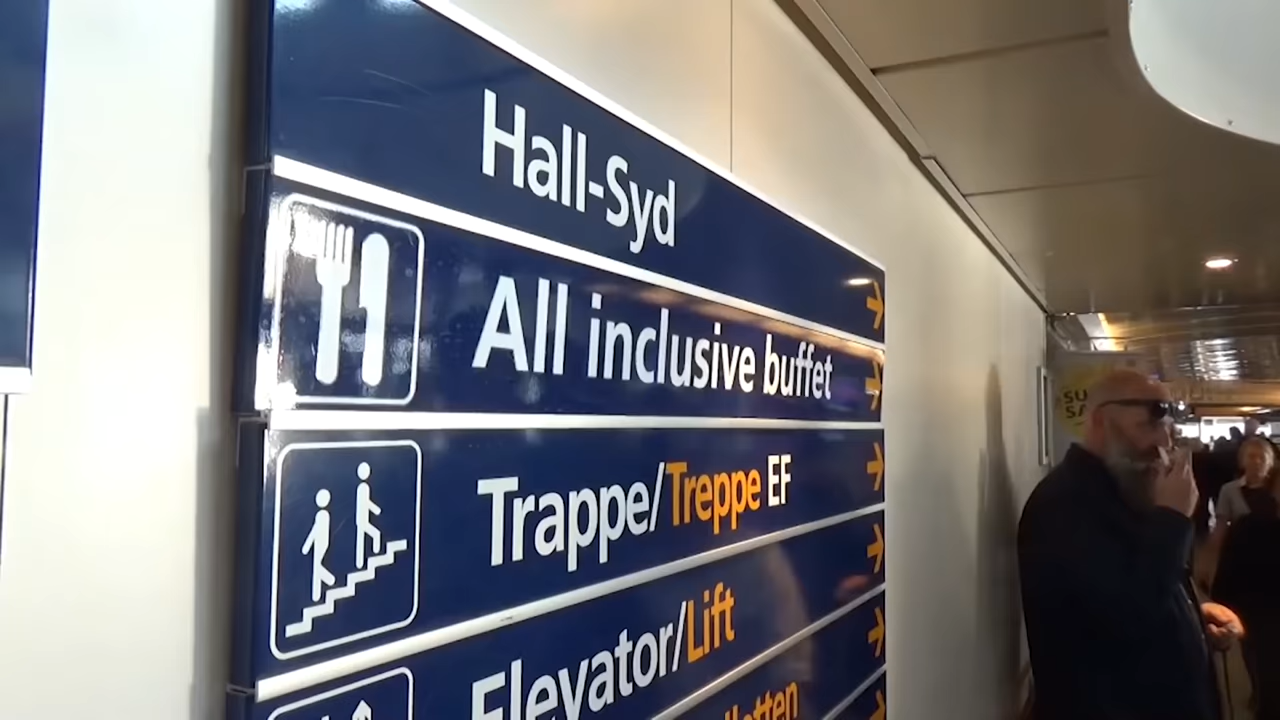 Hall-Syd
All inclusive buffet
Trappe/Treppe EF
Elevator/Lift